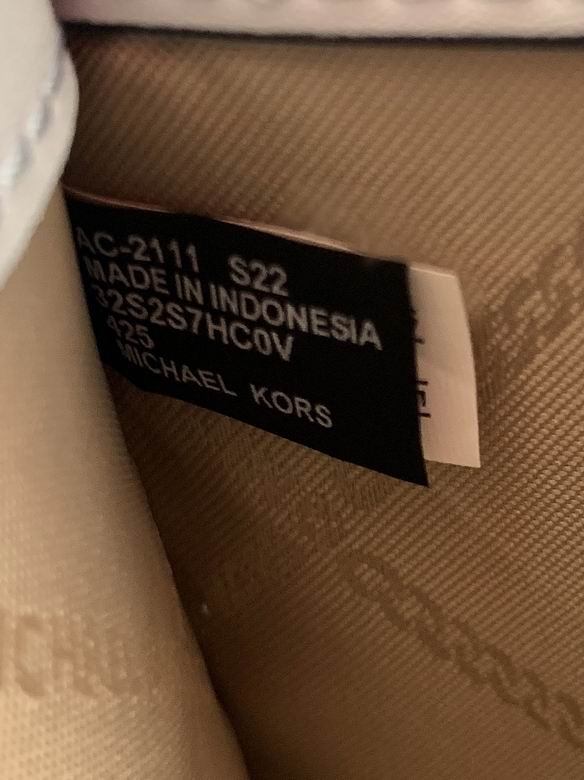 AC-2111 S22
MADE IN INDONESIA
32S2S7HC0V
425
MICHAEL KORS